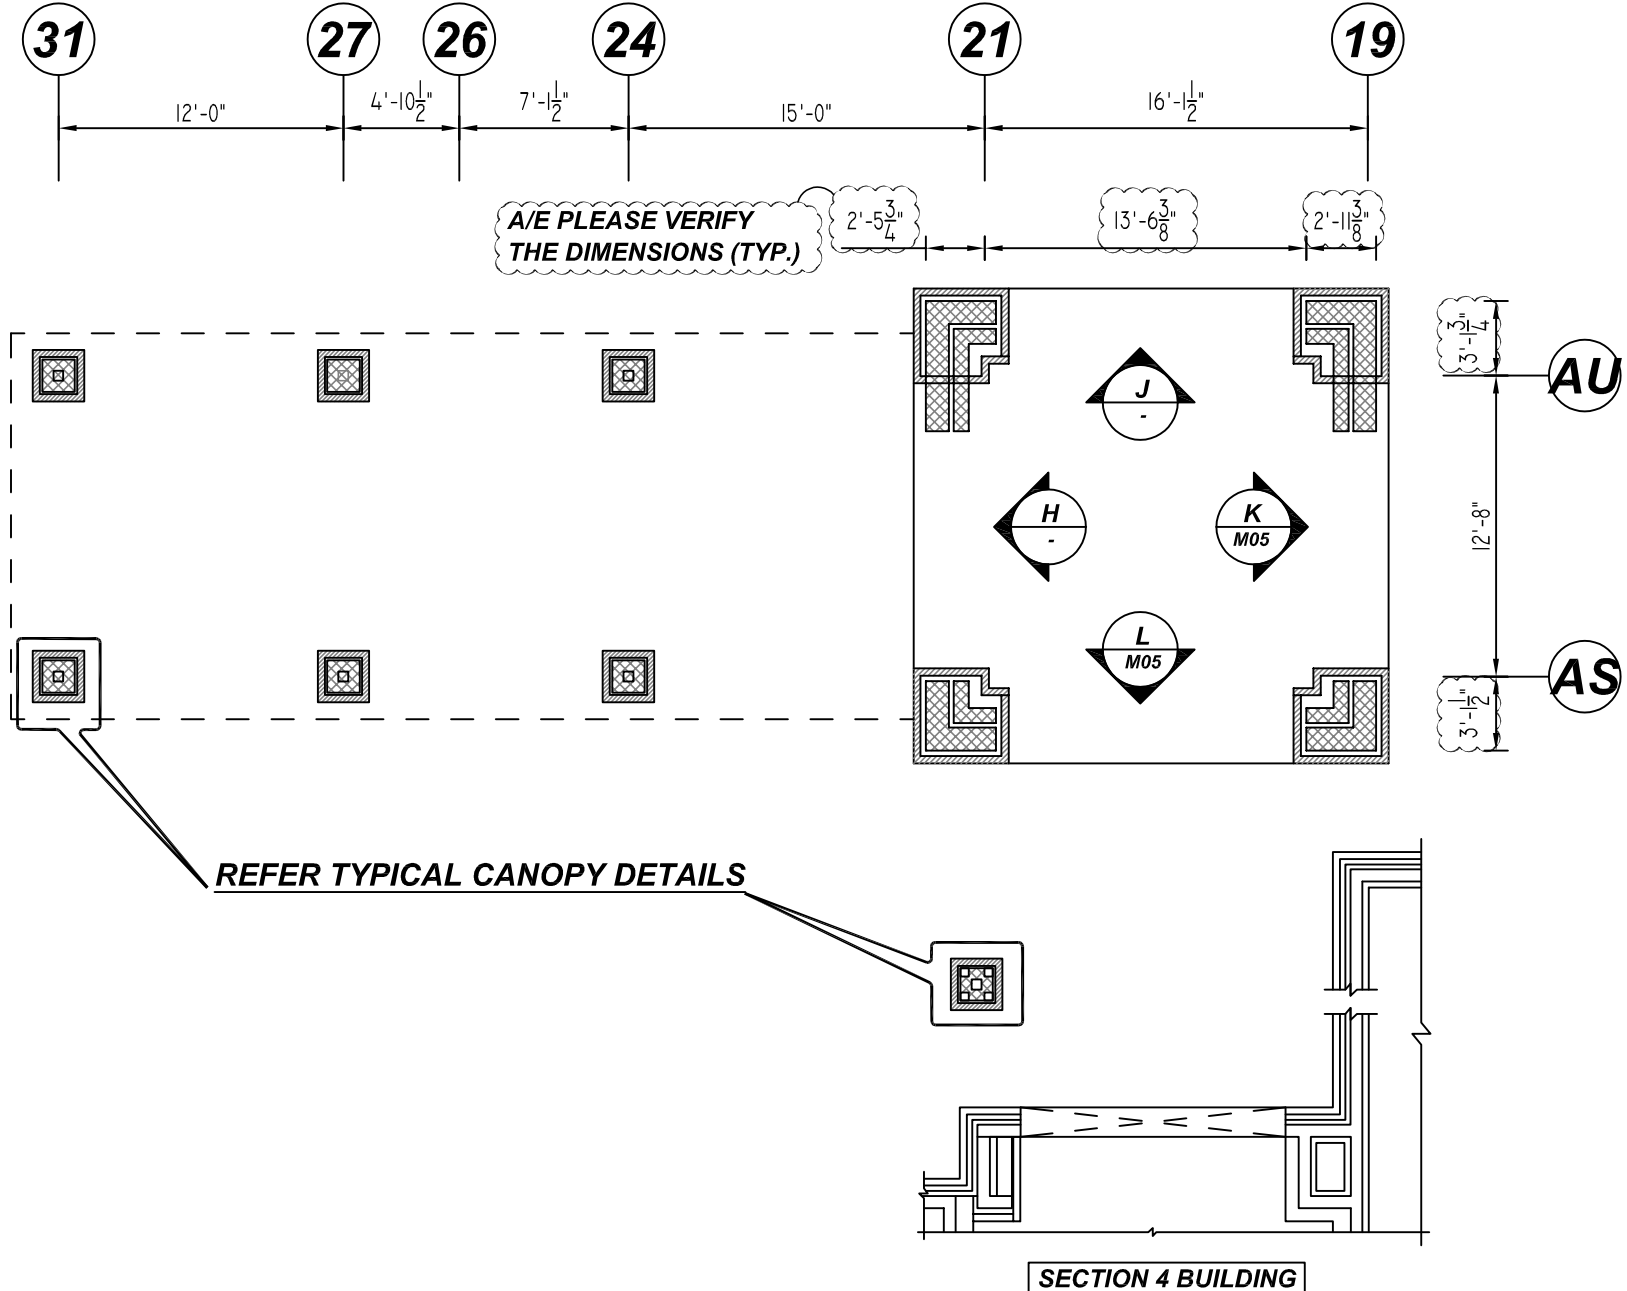 31 27 26 24 21 19
12'-0" 4'-10 1/2" 7'-1 1/2" 15'-0" 16'-1 1/2"
A/E PLEASE VERIFY
THE DIMENSIONS (TYP.)
2'-5 3/4" 13'-6 3/8" 2'-11 3/8"
3'-1 3/4"
AU
J
-
H
-
K
M05
12'-8"
L
M05
AS
3'-1 1/2"
REFER TYPICAL CANOPY DETAILS
SECTION 4 BUILDING